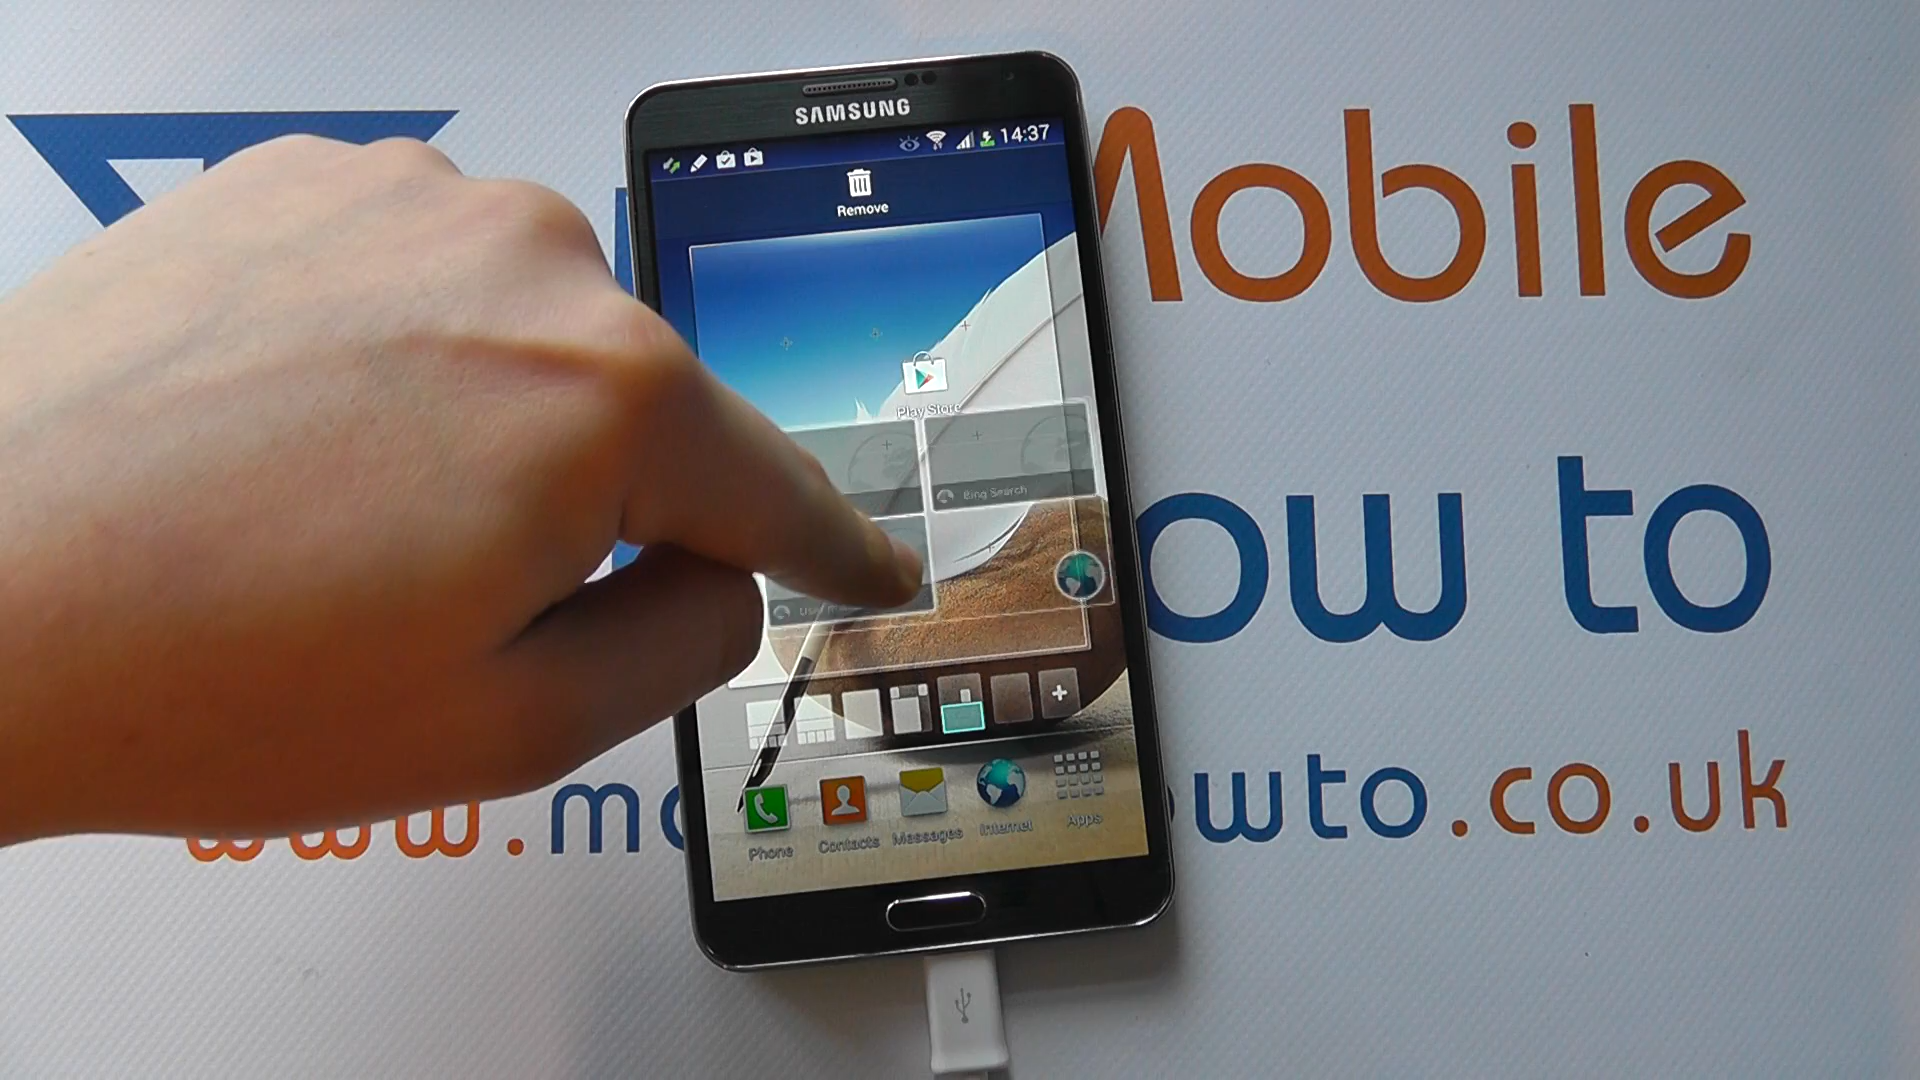 Mobile
SAMSUNG
14:37
Remove
Play Store
Bing Search
ow to
Phone
Contacts
Messages
Internet
Apps
www.m
owto.co.uk